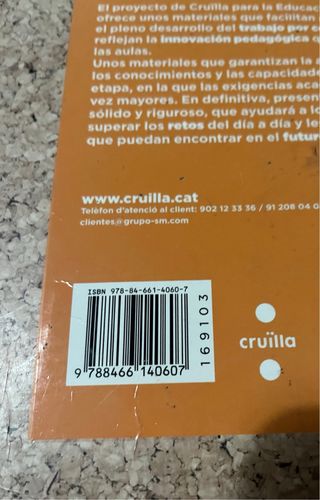 El proyecto de Cruïlla para la Educa
ofrece unos materiales que facilitan
el pleno desarrollo del trabajo por
reflejan la innovación pedagógica q
las aulas.
Unos materiales que garantizan la a
los conocimientos y las capacidade
etapa, en la que las exigencias aca
vez mayores. En definitiva, presen
sólido y riguroso, que ayudará a lo
superar los retos del día a día y le
que puedan encontrar en el futur
www.cruilla.cat
Telèfon d'atenció al client: 902 12 33 36 / 91 208 04 0
clientes@grupo-sm.com
ISBN 978-84-661-4060-7
9 788466 140607
169103
cruïlla